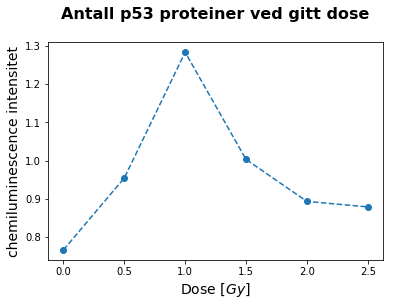 Antall p53 proteiner ved gitt dose
chemiluminescence intensitet
1.3
1.2
1.1
1.0
0.9
0.8
0.0 0.5 1.0 1.5 2.0 2.5
Dose [Gy]